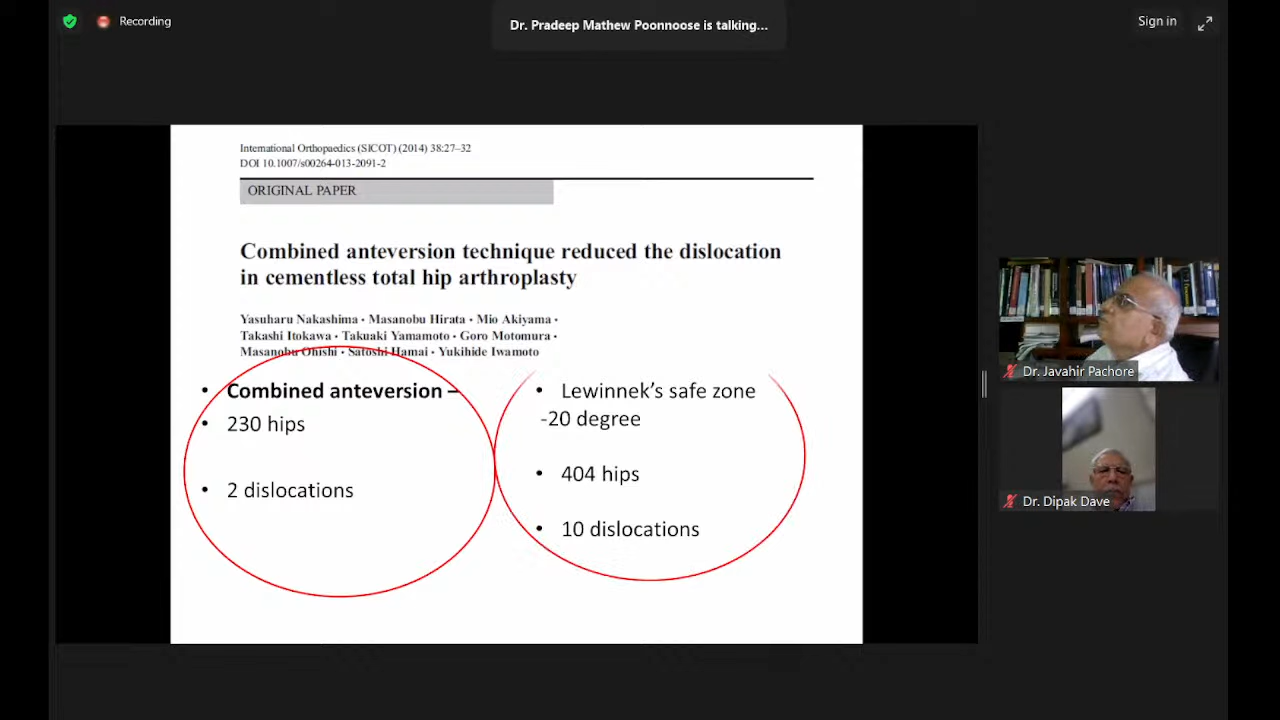 Recording
Dr. Pradeep Mathew Poonnoose is talking...
Sign in
International Orthopaedics (SICOT) (2014) 38:27–32
DOI 10.1007/s00264-013-2091-2
ORIGINAL PAPER
Combined anteversion technique reduced the dislocation
in cementless total hip arthroplasty
Yasuharu Nakashima • Masanobu Hirata • Mio Akiyama •
Takashi Itokawa • Takuaki Yamamoto • Goro Motomura •
Masanobu Ohishi • Satoshi Hamai • Yukihide Iwamoto
• Combined anteversion –
• 230 hips
• 2 dislocations
• Lewinnek’s safe zone
-20 degree
• 404 hips
• 10 dislocations
Dr. Javahir Pachore
Dr. Dipak Dave